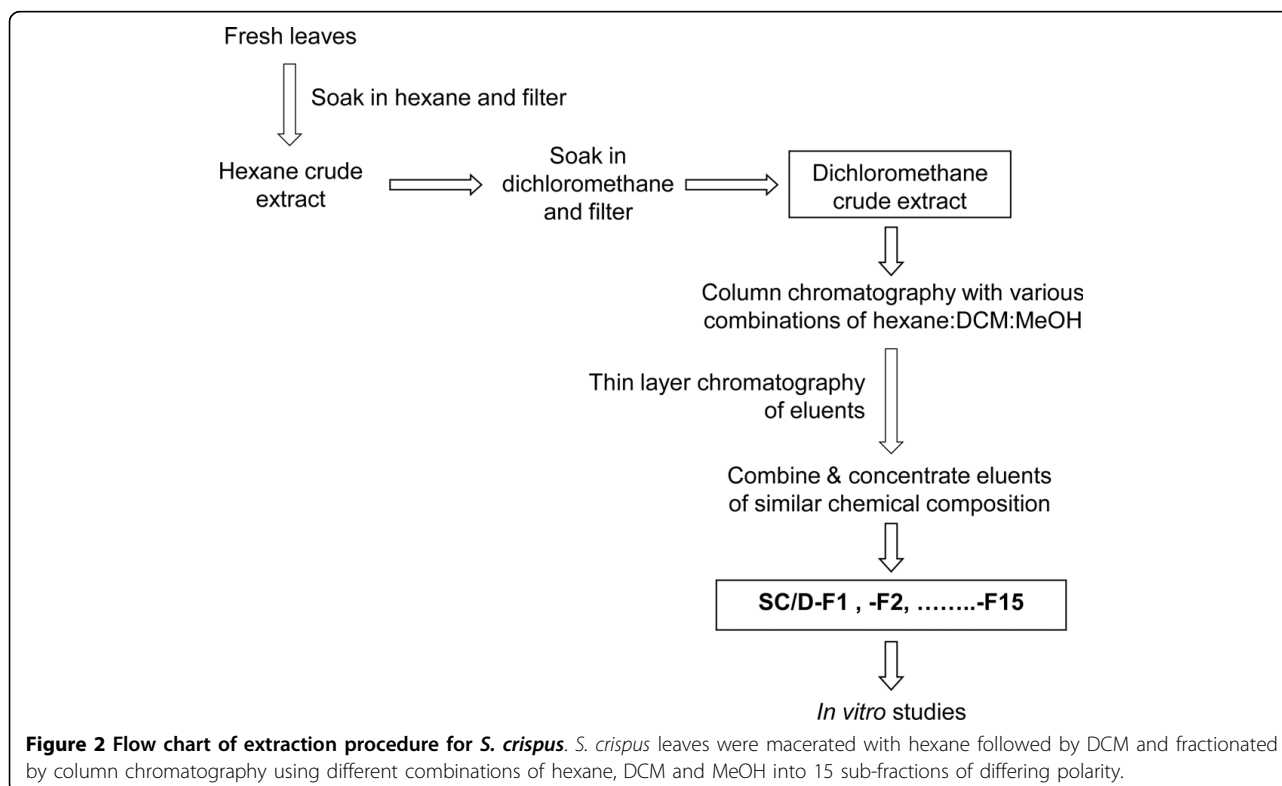 Fresh leaves
Soak in hexane and filter
Hexane crude
extract
Soak in
dichloromethane
and filter
Dichloromethane
crude extract
Column chromatography with various
combinations of hexane:DCM:MeOH
Thin layer chromatography
of eluents
Combine & concentrate eluents
of similar chemical composition
SC/D-F1 , -F2, ……...-F15
In vitro studies
Figure 2 Flow chart of extraction procedure for S. crispus. S. crispus leaves were macerated with hexane followed by DCM and fractionated
by column chromatography using different combinations of hexane, DCM and MeOH into 15 sub-fractions of differing polarity.